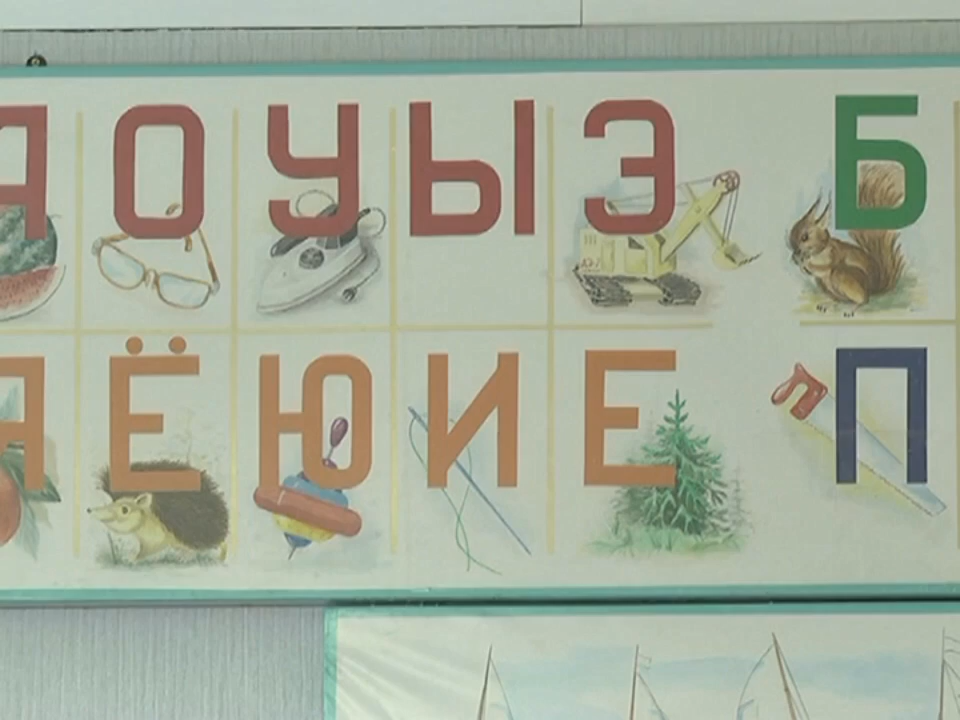 О У Ы Э Б
Ё Ю И Е П